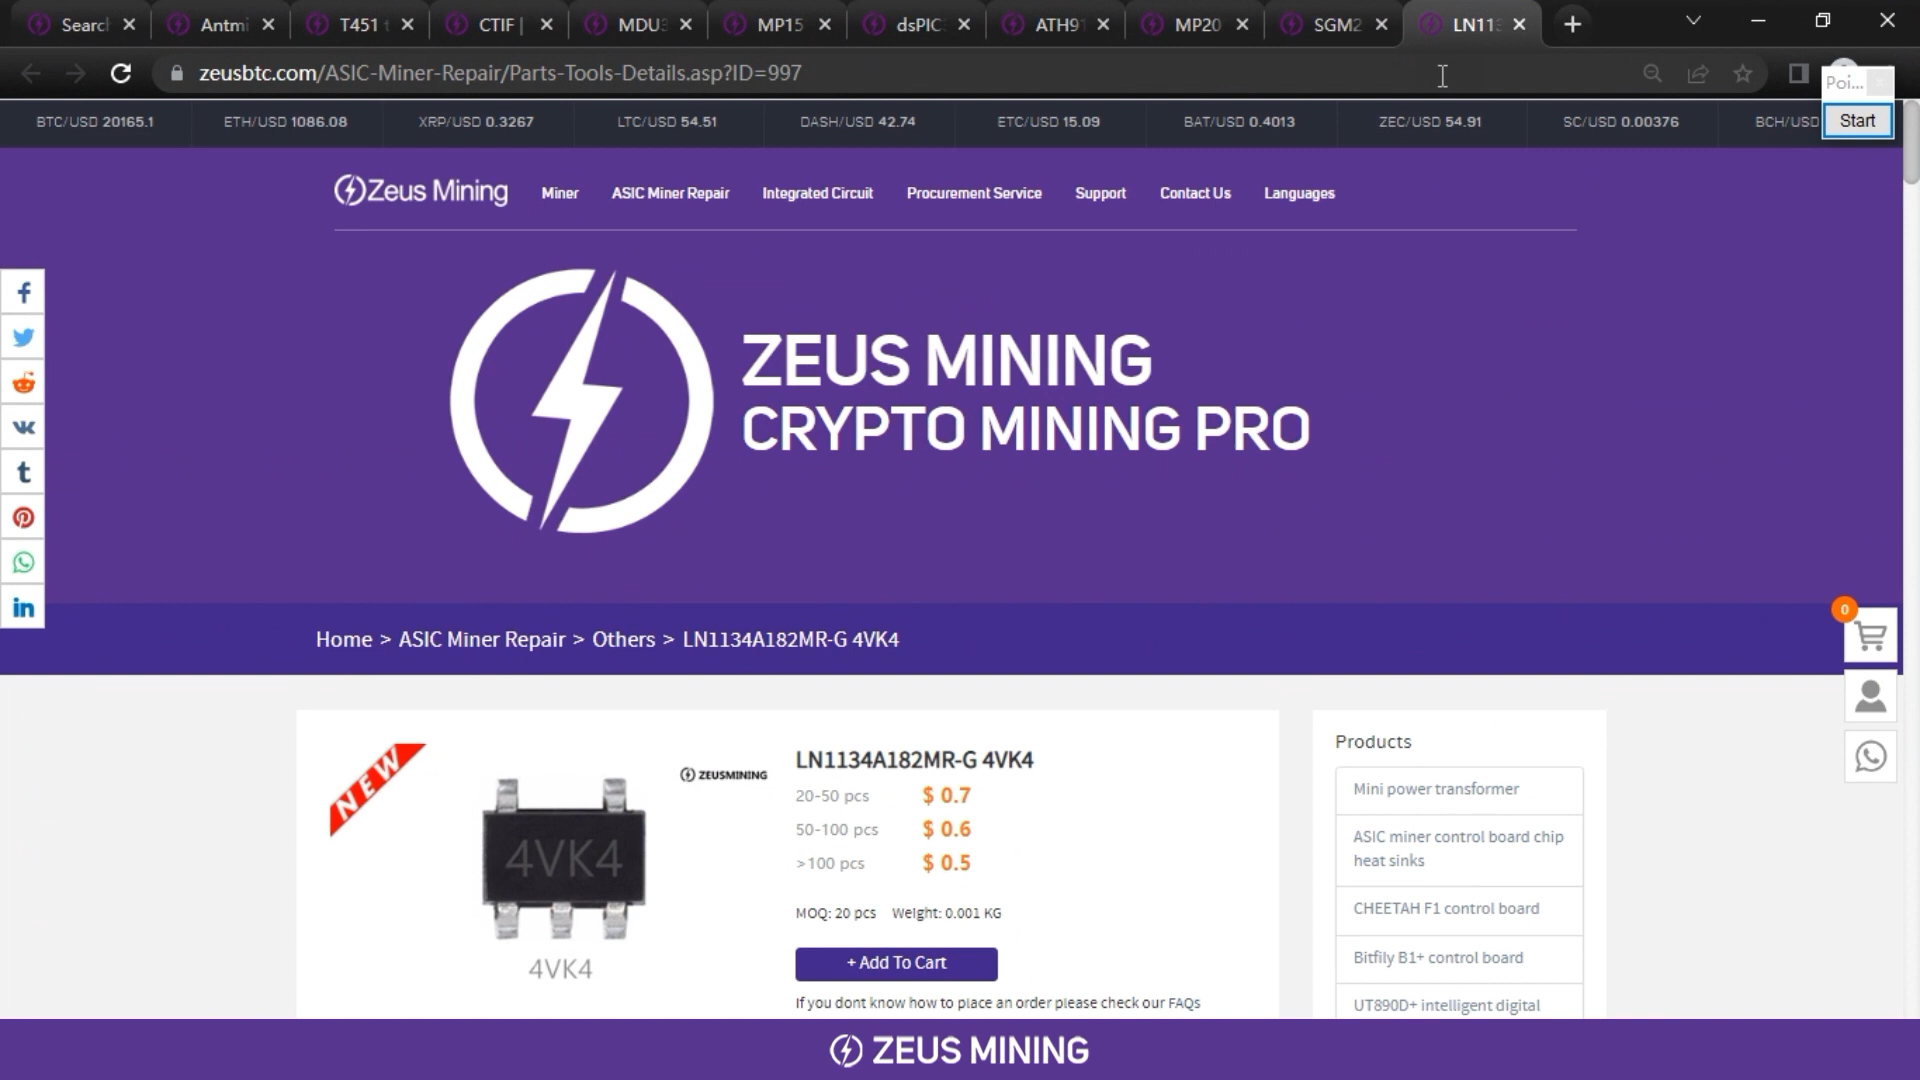 Searc
Antmi
T451 t
CTIF |
MDU3
MP15
dsPIC
ATH9
MP20
SGM2
LN113
zeusbtc.com/ASIC-Miner-Repair/Parts-Tools-Details.asp?ID=997
Poi...
Start
BTC/USD 20165.1
ETH/USD 1086.08
XRP/USD 0.3267
LTC/USD 54.51
DASH/USD 42.74
ETC/USD 15.09
BAT/USD 0.4013
ZEC/USD 54.91
SC/USD 0.00376
BCH/USD
Zeus Mining
Miner
ASIC Miner Repair
Integrated Circuit
Procurement Service
Support
Contact Us
Languages
ZEUS MINING
CRYPTO MINING PRO
0
Home > ASIC Miner Repair > Others > LN1134A182MR-G 4VK4
NEW
ZEUSMINING
4VK4
4VK4
LN1134A182MR-G 4VK4
20-50 pcs $ 0.7
50-100 pcs $ 0.6
>100 pcs $ 0.5
MOQ: 20 pcs Weight: 0.001 KG
+ Add To Cart
If you dont know how to place an order please check our FAQs
Products
Mini power transformer
ASIC miner control board chip
heat sinks
CHEETAH F1 control board
Bitfily B1+ control board
UT890D+ intelligent digital
ZEUS MINING